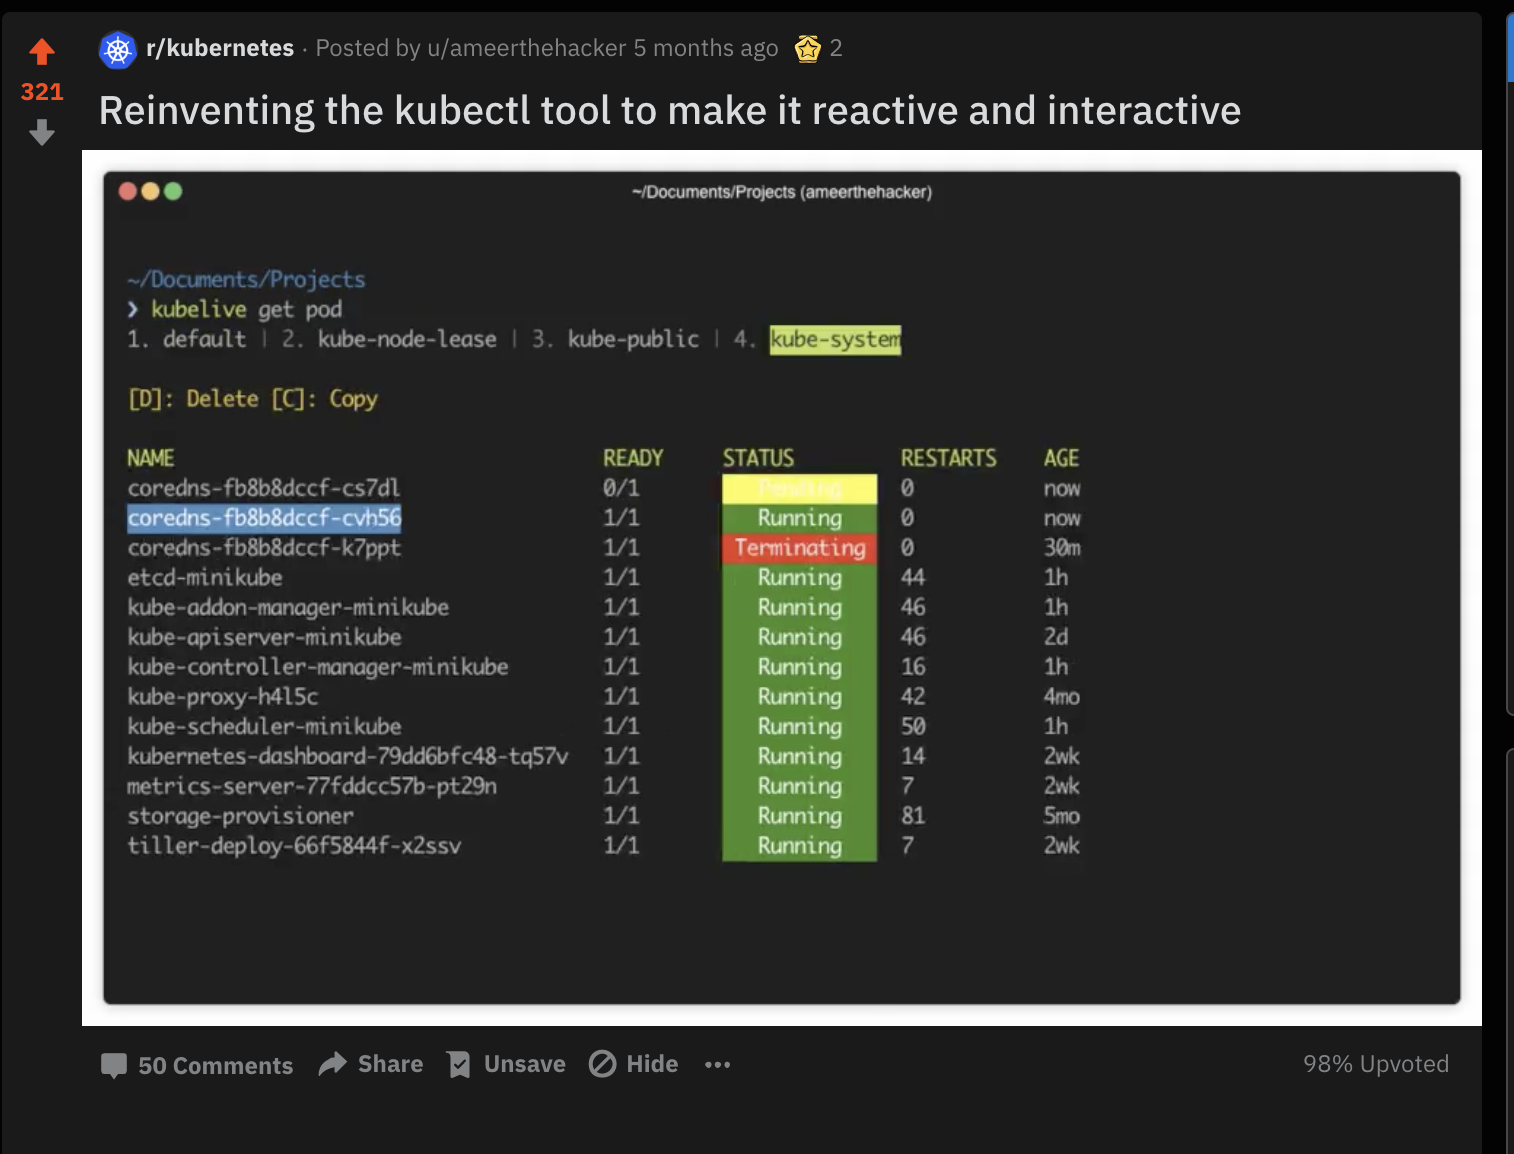 r/kubernetes · Posted by u/ameerthehacker 5 months ago 2
321
Reinventing the kubectl tool to make it reactive and interactive
~/Documents/Projects (ameerthehacker)
~/Documents/Projects
❯ kubelive get pod
1. default | 2. kube-node-lease | 3. kube-public | 4. kube-system
[D]: Delete [C]: Copy
NAME READY STATUS RESTARTS AGE
coredns-fb8b8dccf-cs7dl 0/1 Pending 0 now
coredns-fb8b8dccf-cvh56 1/1 Running 0 now
coredns-fb8b8dccf-k7ppt 1/1 Terminating 0 30m
etcd-minikube 1/1 Running 44 1h
kube-addon-manager-minikube 1/1 Running 46 1h
kube-apiserver-minikube 1/1 Running 46 2d
kube-controller-manager-minikube 1/1 Running 16 1h
kube-proxy-h4l5c 1/1 Running 42 4mo
kube-scheduler-minikube 1/1 Running 50 1h
kubernetes-dashboard-79dd6bfc48-tq57v 1/1 Running 14 2wk
metrics-server-77fddcc57b-pt29n 1/1 Running 7 2wk
storage-provisioner 1/1 Running 81 5mo
tiller-deploy-66f5844f-x2ssv 1/1 Running 7 2wk
50 Comments Share Unsave Hide ••• 98% Upvoted